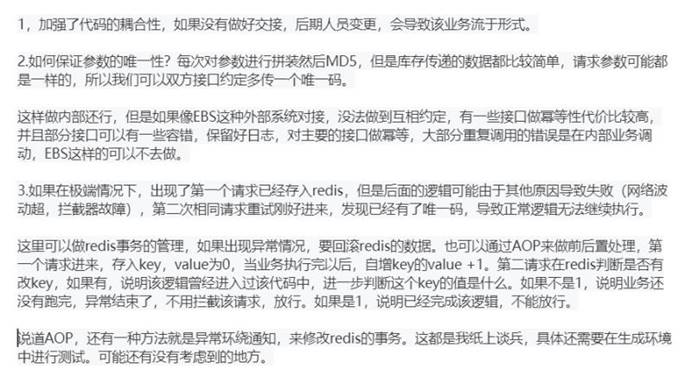 1，加强了代码的耦合性，如果没有做好交接，后期人员变更，会导致该业务流于形式。
2.如何保证参数的唯一性？每次对参数进行拼装然后MD5，但是库存传递的数据都比较简单，请求参数可能都
是一样的，所以我们可以双方接口约定多传一个唯一码。
这样做内部还行，但是如果像EBS这种外部系统对接，没法做到互相约定，有一些接口做幂等性代价比较高，
并且部分接口可以有一些容错，保留好日志，对主要的接口做幂等，大部分重复调用的错误是在内部业务调
动，EBS这样的可以不去做。
3.如果在极端情况下，出现了第一个请求已经存入redis，但是后面的逻辑可能由于其他原因导致失败（网络波
动超，拦截器故障），第二次相同请求重试刚好进来，发现已经有了唯一码，导致正常逻辑无法继续执行。
这里可以做redis事务的管理，如果出现异常情况，要回滚redis的数据。也可以通过AOP来做前后置处理，第
一个请求进来，存入key，value为0，当业务执行完以后，自增key的value +1。第二请求在redis判断是否有
改key，如果有，说明该逻辑曾经进入过该代码中，进一步判断这个key的值是什么。如果不是1，说明业务还
没有跑完，异常结束了，不用拦截该请求，放行。如果是1，说明已经完成该逻辑，不能放行。
说道AOP，还有一种方法就是异常环绕通知，来修改redis的事务。这都是我纸上谈兵，具体还需要在生成环境
中进行测试。可能还有没有考虑到的地方。